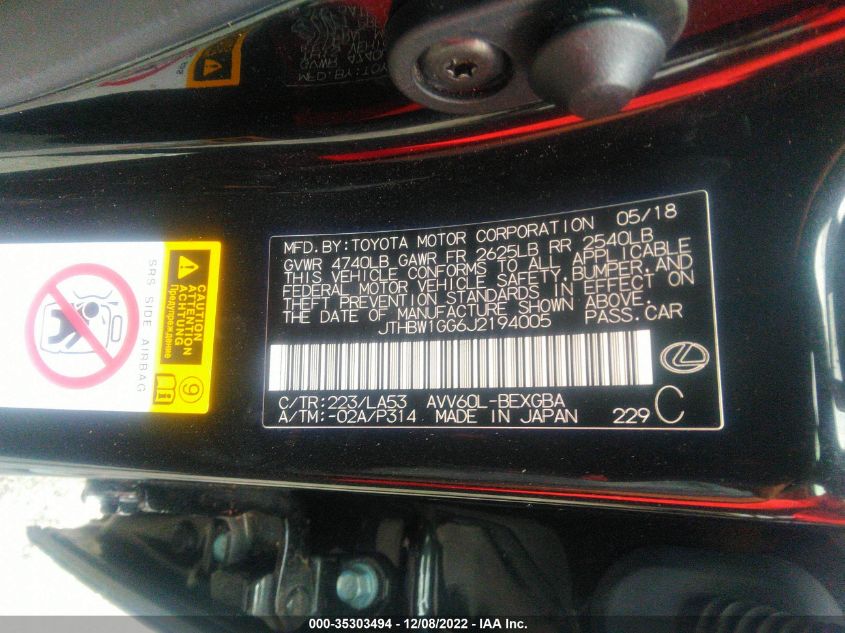 MFD.BY:TOYOTA MOTOR CORPORATION 05/18
GVWR 4740LB GAWR FR 2625LB RR 2540LB
THIS VEHICLE CONFORMS TO ALL APPLICABLE
FEDERAL MOTOR VEHICLE SAFETY,BUMPER,AND
THEFT PREVENTION STANDARDS IN EFFECT ON
THE DATE OF MANUFACTURE SHOWN ABOVE.
JTHBW1GG6J2194005 PASS.CAR
C/TR:223/LA53 AVV60L-BEXGBA
A/TM:-02A/P314 MADE IN JAPAN 229 C
SRS SIDE AIRBAG
CAUTION
ATTENTION
ACHTUNG
Предупреждение
9
000-35303494 - 12/08/2022 - IAA Inc.